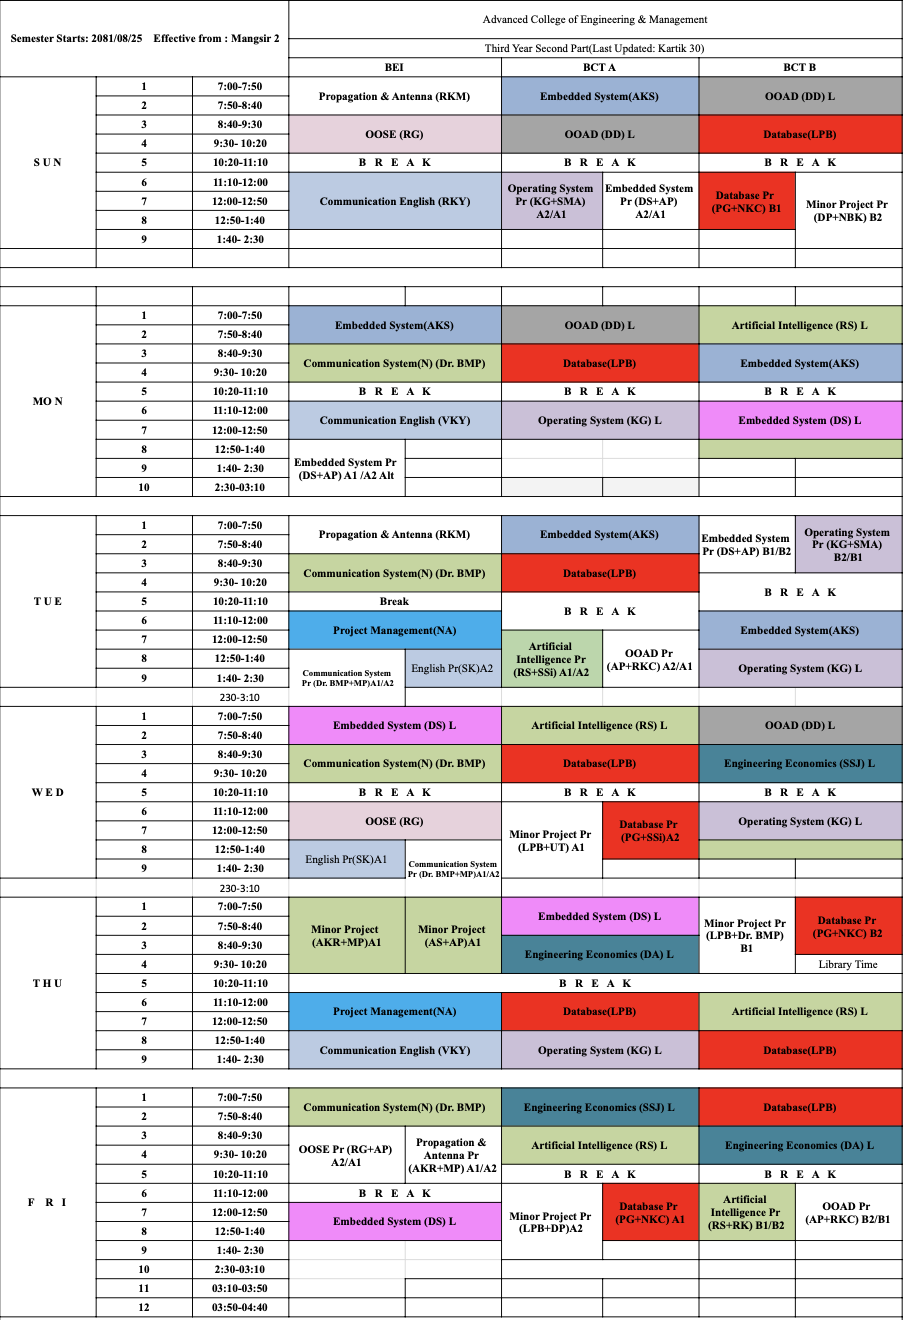 Semester Starts: 2081/08/25 Effective from : Mangsir 2
Advanced College of Engineering & Management
Third Year Second Part(Last Updated: Kartik 30)
BEI BCT A BCT B
S U N
1 7:00-7:50
2 7:50-8:40
Propagation & Antenna (RKM) Embedded System(AKS) OOAD (DD) L
3 8:40-9:30
4 9:30- 10:20
OOSE (RG) OOAD (DD) L Database(LPB)
5 10:20-11:10 B R E A K B R E A K B R E A K
6 11:10-12:00
7 12:00-12:50
8 12:50-1:40
Communication English (RKY)
Operating System
Pr (KG+SMA)
A2/A1
Embedded System
Pr (DS+AP)
A2/A1
Database Pr
(PG+NKC) B1
Minor Project Pr
(DP+NBK) B2
9 1:40- 2:30
M O N
1 7:00-7:50
2 7:50-8:40
Embedded System(AKS) OOAD (DD) L Artificial Intelligence (RS) L
3 8:40-9:30
4 9:30- 10:20
Communication System(N) (Dr. BMP) Database(LPB) Embedded System(AKS)
5 10:20-11:10 B R E A K B R E A K B R E A K
6 11:10-12:00
7 12:00-12:50
Communication English (VKY) Operating System (KG) L Embedded System (DS) L
8 12:50-1:40
9 1:40- 2:30
10 2:30-03:10
Embedded System Pr
(DS+AP) A1 /A2 Alt
T U E
1 7:00-7:50
2 7:50-8:40
Propagation & Antenna (RKM) Embedded System(AKS)
Embedded System
Pr (DS+AP) B1/B2
Operating System
Pr (KG+SMA)
B2/B1
3 8:40-9:30
4 9:30- 10:20
Communication System(N) (Dr. BMP) Database(LPB)
B R E A K
5 10:20-11:10 Break
B R E A K
6 11:10-12:00
7 12:00-12:50
Project Management(NA)
Embedded System(AKS)
Artificial
Intelligence Pr
(RS+SSi) A1/A2
OOAD Pr
(AP+RKC) A2/A1
8 12:50-1:40
9 1:40- 2:30
Communication System
Pr (Dr. BMP+MP)A1/A2
English Pr(SK)A2
Operating System (KG) L
230-3:10
W E D
1 7:00-7:50
2 7:50-8:40
Embedded System (DS) L Artificial Intelligence (RS) L OOAD (DD) L
3 8:40-9:30
4 9:30- 10:20
Communication System(N) (Dr. BMP) Database(LPB) Engineering Economics (SSJ) L
5 10:20-11:10 B R E A K B R E A K B R E A K
6 11:10-12:00
7 12:00-12:50
OOSE (RG)
Minor Project Pr
(LPB+UT) A1
Database Pr
(PG+SSi)A2
Operating System (KG) L
8 12:50-1:40
9 1:40- 2:30
English Pr(SK)A1
Communication System
Pr (Dr. BMP+MP)A1/A2
230-3:10
T H U
1 7:00-7:50
2 7:50-8:40
3 8:40-9:30
4 9:30- 10:20
Minor Project
(AKR+MP)A1
Minor Project
(AS+AP)A1
Embedded System (DS) L
Engineering Economics (DA) L
Minor Project Pr
(LPB+Dr. BMP)
B1
Database Pr
(PG+NKC) B2
Library Time
5 10:20-11:10 B R E A K
6 11:10-12:00
7 12:00-12:50
Project Management(NA) Database(LPB) Artificial Intelligence (RS) L
8 12:50-1:40
9 1:40- 2:30
Communication English (VKY) Operating System (KG) L Database(LPB)
F R I
1 7:00-7:50
2 7:50-8:40
Communication System(N) (Dr. BMP) Engineering Economics (SSJ) L Database(LPB)
3 8:40-9:30
4 9:30- 10:20
OOSE Pr (RG+AP)
A2/A1
Propagation &
Antenna Pr
(AKR+MP) A1/A2
Artificial Intelligence (RS) L Engineering Economics (DA) L
5 10:20-11:10 B R E A K B R E A K
6 11:10-12:00 B R E A K
7 12:00-12:50
8 12:50-1:40
Embedded System (DS) L
Minor Project Pr
(LPB+DP)A2
Database Pr
(PG+NKC) A1
Artificial
Intelligence Pr
(RS+RK) B1/B2
OOAD Pr
(AP+RKC) B2/B1
9 1:40- 2:30
10 2:30-03:10
11 03:10-03:50
12 03:50-04:40